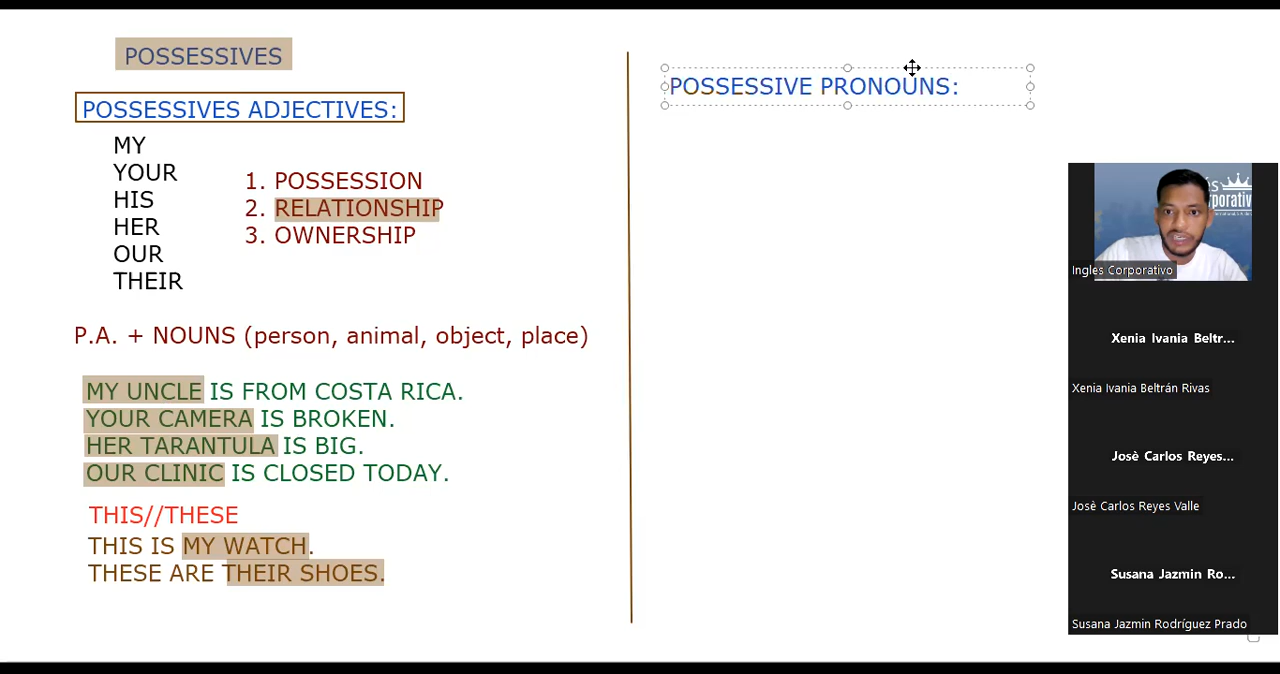 POSSESSIVES
POSSESSIVES ADJECTIVES:
MY
YOUR
HIS
HER
OUR
THEIR
1. POSSESSION
2. RELATIONSHIP
3. OWNERSHIP
P.A. + NOUNS (person, animal, object, place)
MY UNCLE IS FROM COSTA RICA.
YOUR CAMERA IS BROKEN.
HER TARANTULA IS BIG.
OUR CLINIC IS CLOSED TODAY.
THIS//THESE
THIS IS MY WATCH.
THESE ARE THEIR SHOES.
POSSESSIVE PRONOUNS:
Ingles Corporativo
Xenia Ivania Beltr...
Xenia Ivania Beltrán Rivas
Josè Carlos Reyes...
Josè Carlos Reyes Valle
Susana Jazmin Ro...
Susana Jazmin Rodríguez Prado